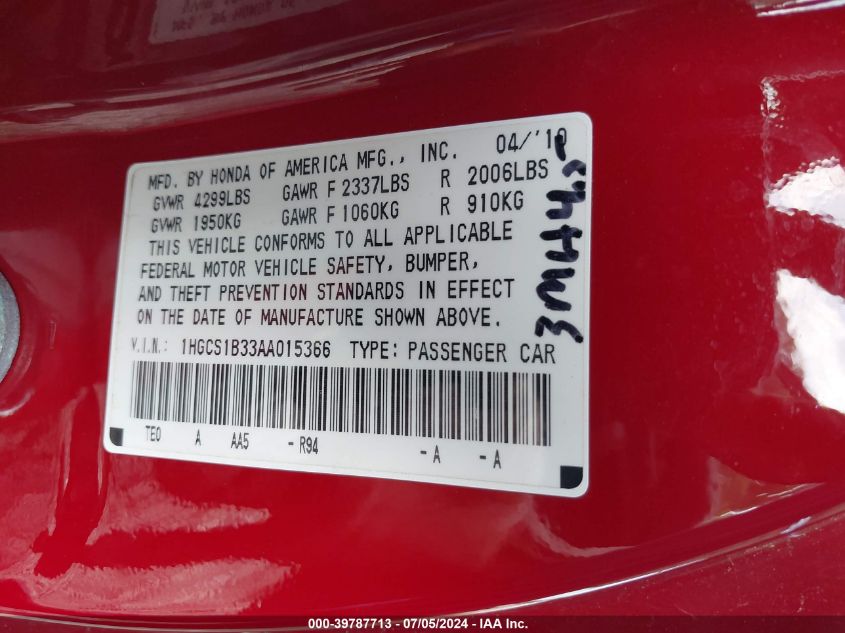 MFD. BY HONDA OF AMERICA MFG., INC. 04/'10
GVWR 4299LBS GAWR F 2337LBS R 2006LBS
GVWR 1950KG GAWR F 1060KG R 910KG
THIS VEHICLE CONFORMS TO ALL APPLICABLE
FEDERAL MOTOR VEHICLE SAFETY, BUMPER,
AND THEFT PREVENTION STANDARDS IN EFFECT
ON THE DATE OF MANUFACTURE SHOWN ABOVE.
V.I.N.: 1HGCS1B33AA015366 TYPE: PASSENGER CAR
TE0 A AA5 -R94 -A -A
000-39787713 - 07/05/2024 - IAA, Inc.